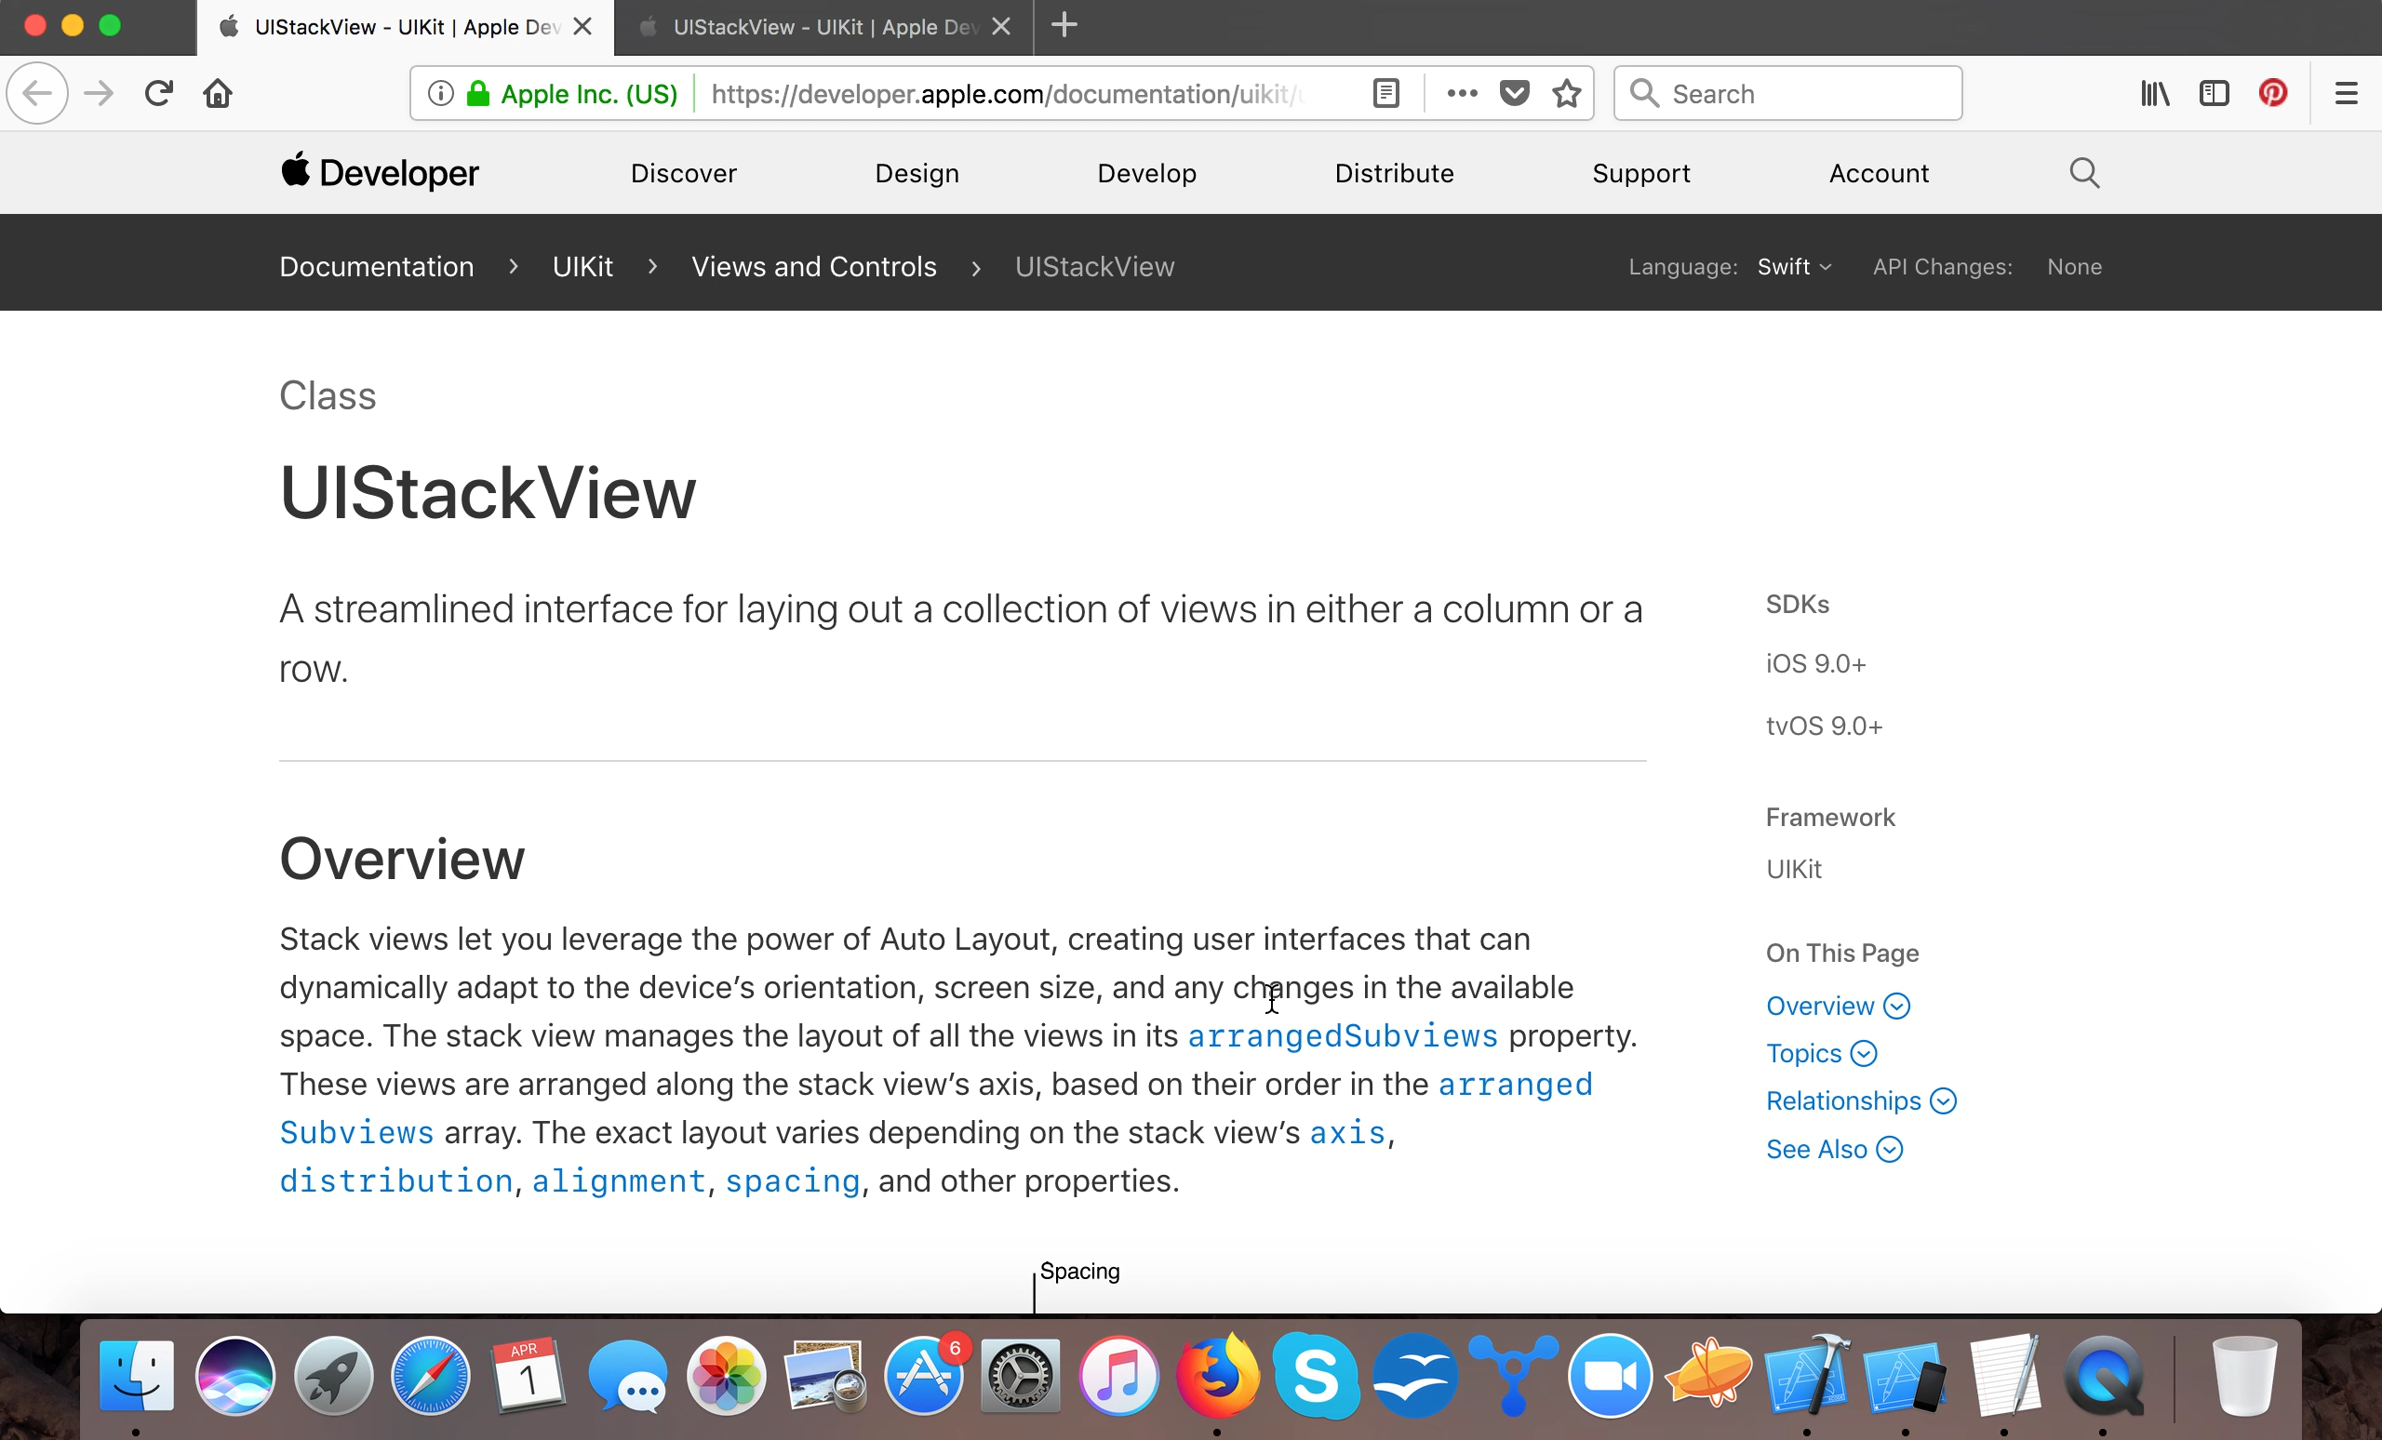 UIStackView - UIKit | Apple Dev
UIStackView - UIKit | Apple Dev
Apple Inc. (US)
https://developer.apple.com/documentation/uikit/
Search
Developer
Discover
Design
Develop
Distribute
Support
Account
Documentation > UIKit > Views and Controls > UIStackView
Language: Swift
API Changes: None
Class
UIStackView
A streamlined interface for laying out a collection of views in either a column or a
row.
SDKs
iOS 9.0+
tvOS 9.0+
Framework
UIKit
On This Page
Overview
Topics
Relationships
See Also
Overview
Stack views let you leverage the power of Auto Layout, creating user interfaces that can
dynamically adapt to the device’s orientation, screen size, and any changes in the available
space. The stack view manages the layout of all the views in its arrangedSubviews property.
These views are arranged along the stack view’s axis, based on their order in the arranged
Subviews array. The exact layout varies depending on the stack view’s axis,
distribution, alignment, spacing, and other properties.
Spacing
APR
1
6